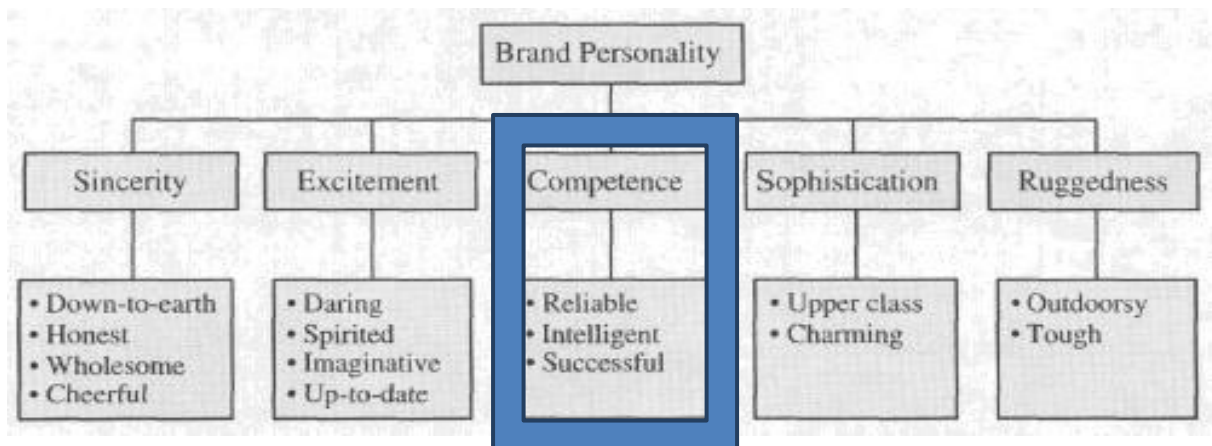 Brand Personality
Sincerity
Excitement
Competence
Sophistication
Ruggedness
• Down-to-earth
• Honest
• Wholesome
• Cheerful
• Daring
• Spirited
• Imaginative
• Up-to-date
• Reliable
• Intelligent
• Successful
• Upper class
• Charming
• Outdoorsy
• Tough